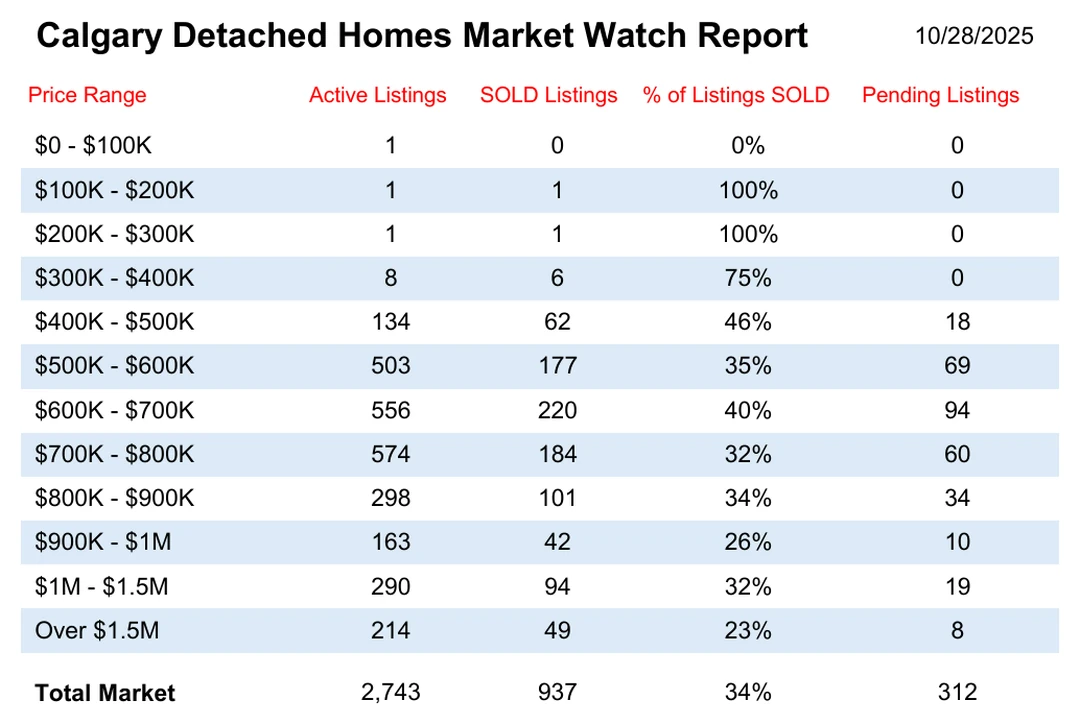 Calgary Detached Homes Market Watch Report 10/28/2025
Price Range Active Listings SOLD Listings % of Listings SOLD Pending Listings
$0 - $100K 1 0 0% 0
$100K - $200K 1 1 100% 0
$200K - $300K 1 1 100% 0
$300K - $400K 8 6 75% 0
$400K - $500K 134 62 46% 18
$500K - $600K 503 177 35% 69
$600K - $700K 556 220 40% 94
$700K - $800K 574 184 32% 60
$800K - $900K 298 101 34% 34
$900K - $1M 163 42 26% 10
$1M - $1.5M 290 94 32% 19
Over $1.5M 214 49 23% 8
Total Market 2,743 937 34% 312